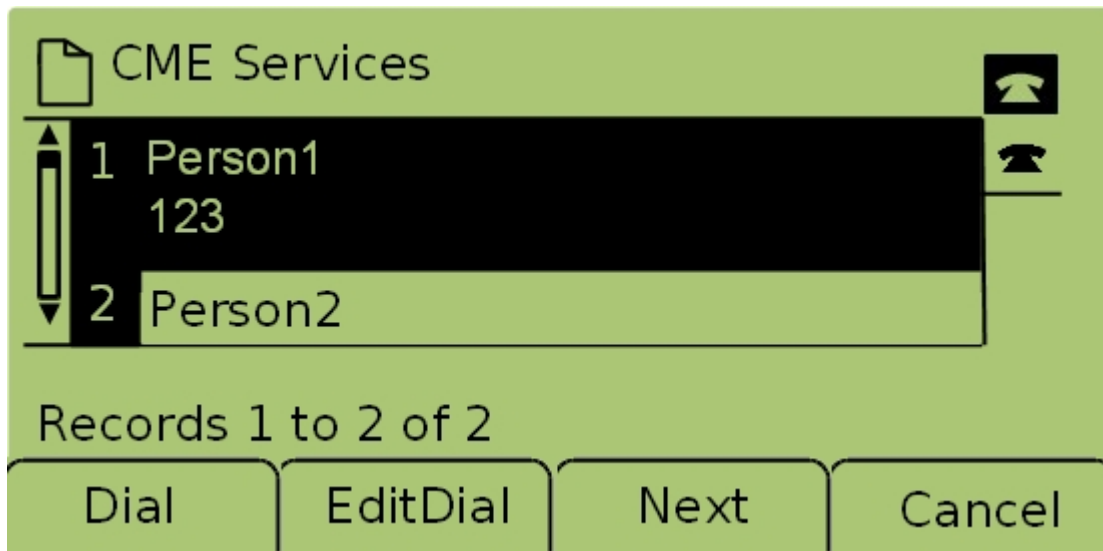 CME Services
1 Person1
123
2 Person2
Records 1 to 2 of 2
Dial EditDial Next Cancel